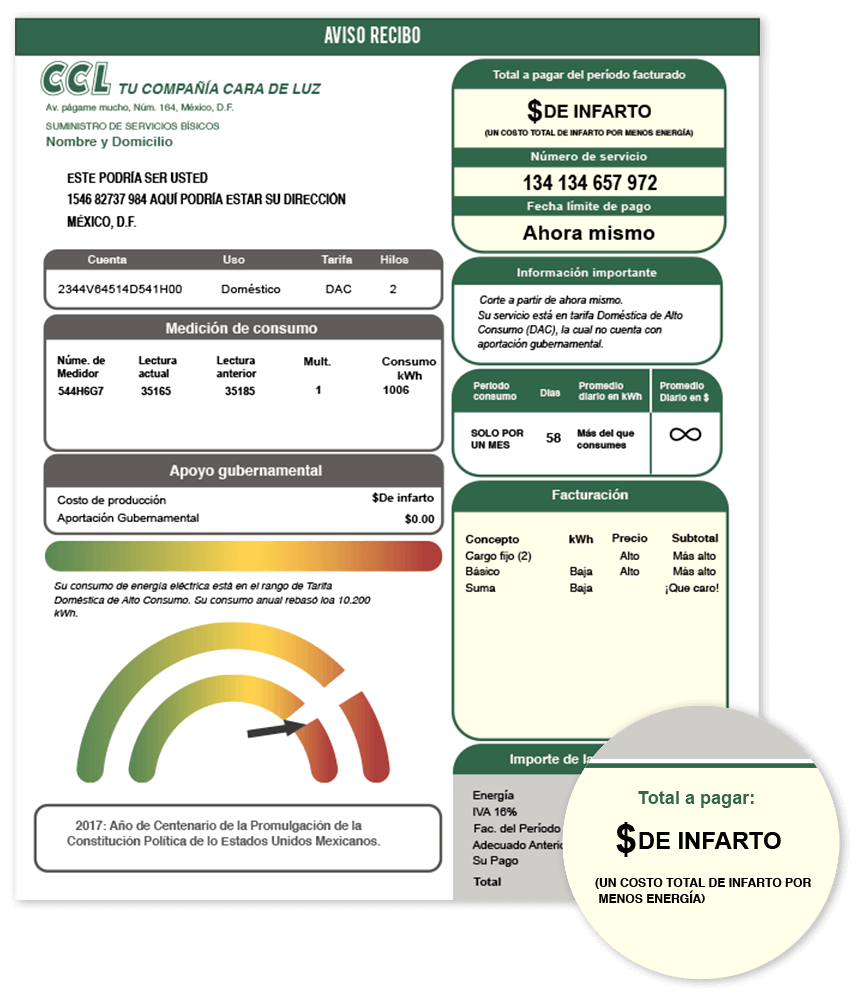 AVISO RECIBO
CCL TU COMPAÑÍA CARA DE LUZ
Av. págame mucho, Núm. 164, México, D.F.
SUMINISTRO DE SERVICIOS BÍSICOS
Nombre y Domicilio
ESTE PODRÍA SER USTED
1546 82737 984 AQUÍ PODRÍA ESTAR SU DIRECCIÓN
MÉXICO, D.F.
Total a pagar del período facturado
$DE INFARTO
(UN COSTO TOTAL DE INFARTO POR MENOS ENERGÍA)
Número de servicio
134 134 657 972
Fecha límite de pago
Ahora mismo
Cuenta Uso Tarifa Hilos
2344V64514D541H00 Doméstico DAC 2
Información importante
Corte a partir de ahora mismo.
Su servicio está en tarifa Doméstica de Alto
Consumo (DAC), la cual no cuenta con
aportación gubernamental.
Medición de consumo
Núme. de Medidor Lectura actual Lectura anterior Mult. Consumo kWh
544H6G7 35165 35185 1 1006
Periodo consumo Dias Promedio diario en kWh Promedio Diario en $
SOLO POR UN MES 58 Más del que consumes ∞
Apoyo gubernamental
Costo de producción $De infarto
Aportación Gubernamental $0.00
Su consumo de energía eléctrica está en el rango de Tarifa
Doméstica de Alto Consumo. Su consumo anual rebasó loa 10.200
kWh.
Facturación
Concepto kWh Precio Subtotal
Cargo fijo (2) Alto Más alto
Básico Baja Alto Más alto
Suma Baja ¡Que caro!
2017: Año de Centenario de la Promulgación de la
Constitución Política de lo Estados Unidos Mexicanos.
Importe de la
Energía
IVA 16%
Fac. del Período
Adecuado Anterio
Su Pago
Total
Total a pagar:
$DE INFARTO
(UN COSTO TOTAL DE INFARTO POR
MENOS ENERGÍA)